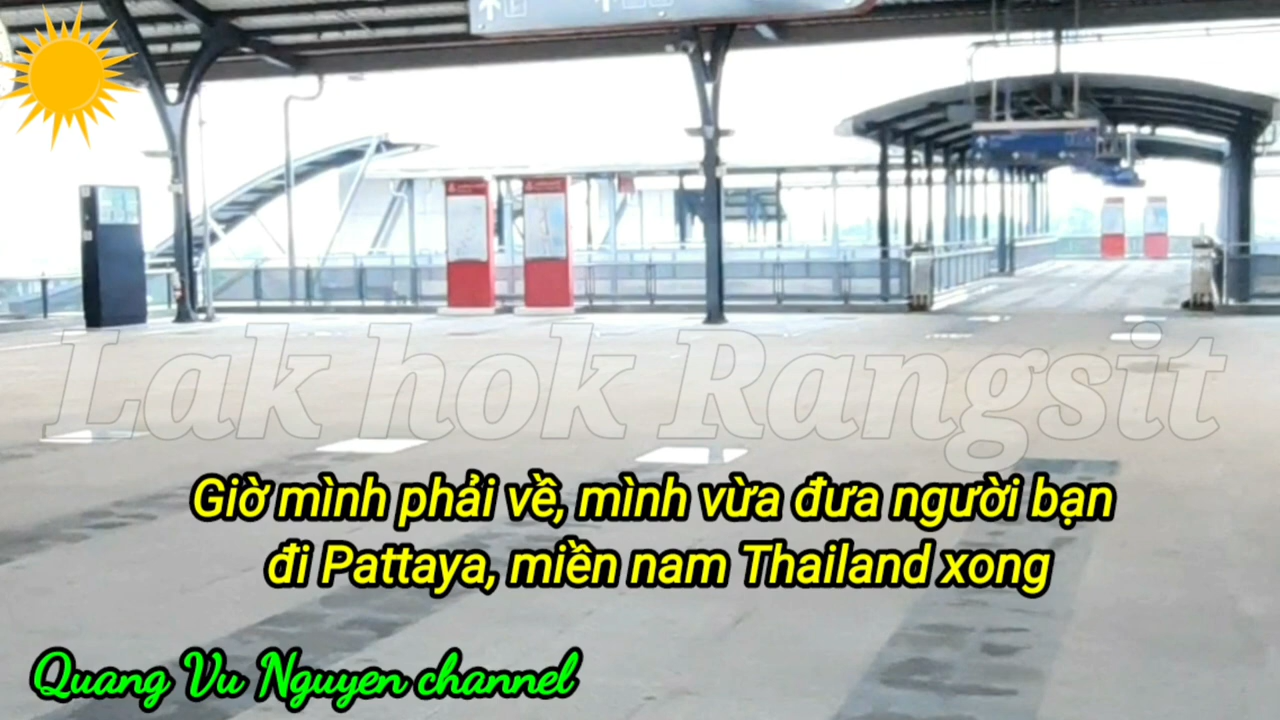 Lak hok Rangsit
Giờ mình phải về, mình vừa đưa người bạn
đi Pattaya, miền nam Thailand xong
Quang Vu Nguyen channel